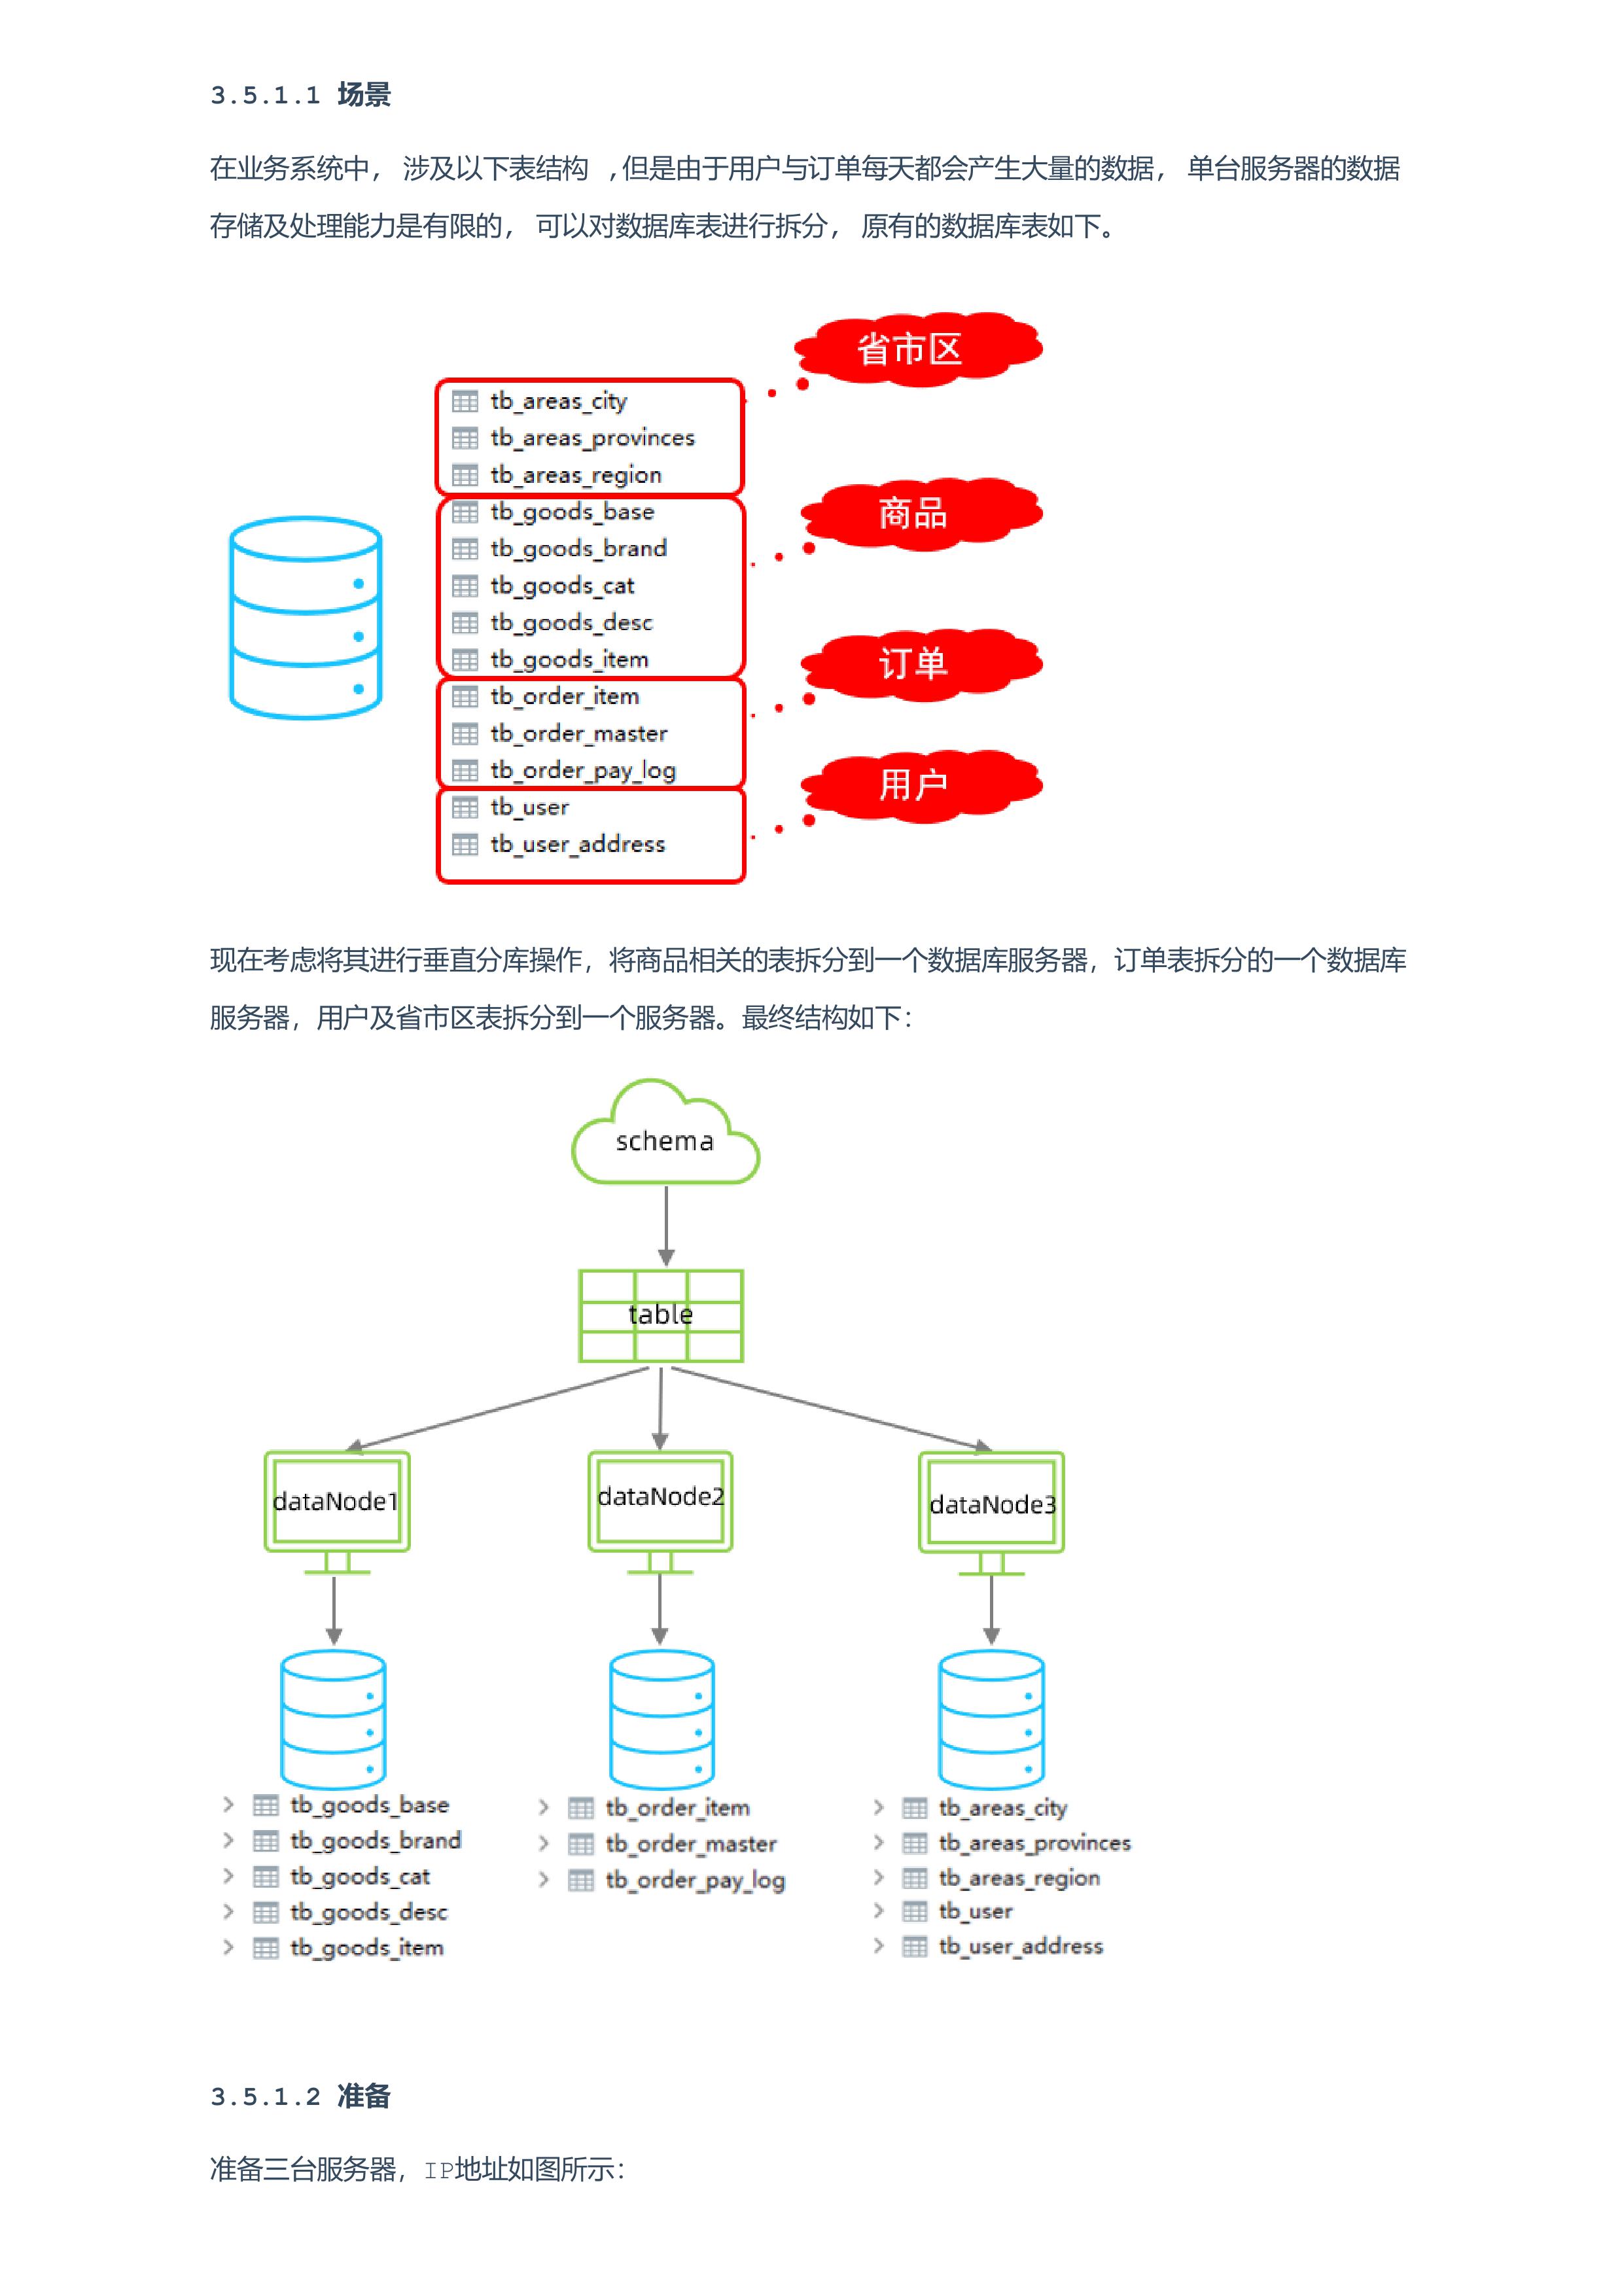 3.5.1.1 场景
在业务系统中， 涉及以下表结构 ,但是由于用户与订单每天都会产生大量的数据， 单台服务器的数据
存储及处理能力是有限的， 可以对数据库表进行拆分， 原有的数据库表如下。
省市区
tb_areas_city
tb_areas_provinces
tb_areas_region
商品
tb_goods_base
tb_goods_brand
tb_goods_cat
tb_goods_desc
tb_goods_item
订单
tb_order_item
tb_order_master
tb_order_pay_log
用户
tb_user
tb_user_address
现在考虑将其进行垂直分库操作，将商品相关的表拆分到一个数据库服务器，订单表拆分的一个数据库
服务器，用户及省市区表拆分到一个服务器。最终结构如下：
schema
table
dataNode1
dataNode2
dataNode3
tb_goods_base
tb_goods_brand
tb_goods_cat
tb_goods_desc
tb_goods_item
tb_order_item
tb_order_master
tb_order_pay_log
tb_areas_city
tb_areas_provinces
tb_areas_region
tb_user
tb_user_address
3.5.1.2 准备
准备三台服务器，IP地址如图所示：